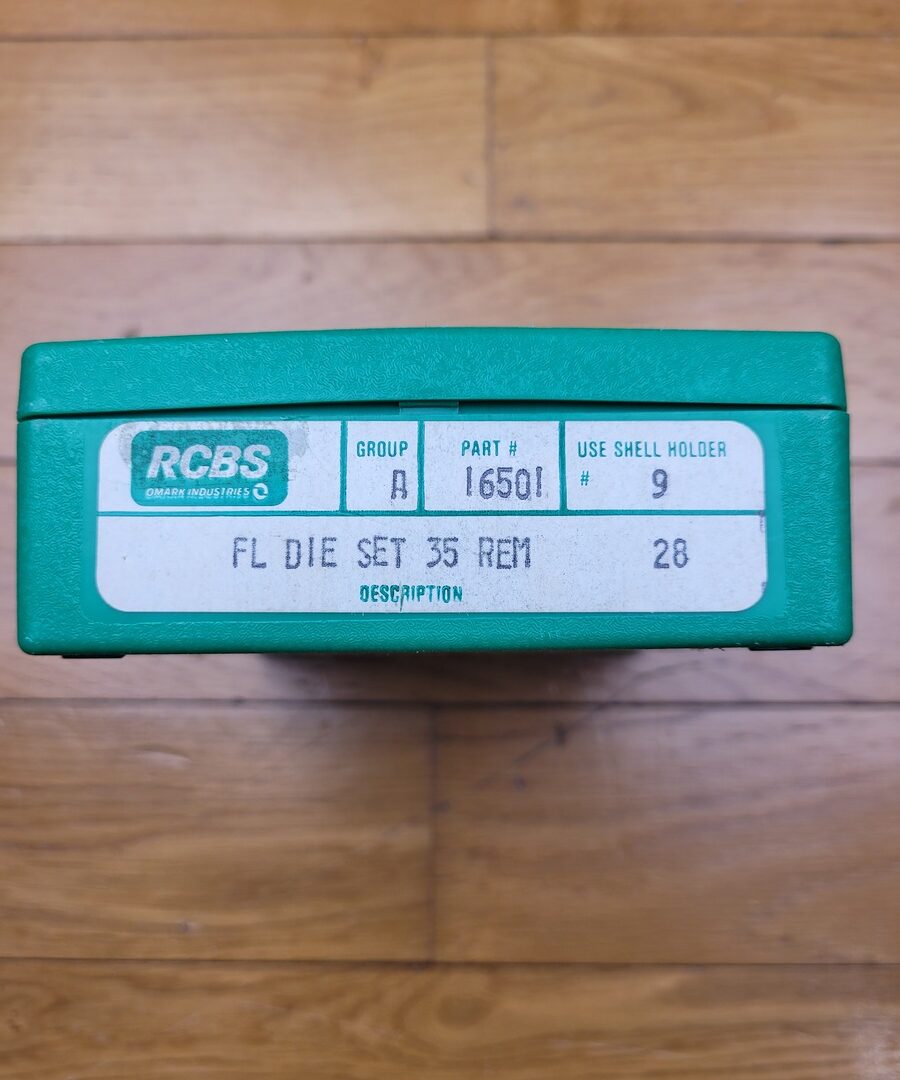 RCBS
OMARK INDUSTRIES
GROUP
A
PART #
16501
USE SHELL HOLDER
# 9
FL DIE SET 35 REM 28
DESCRIPTION